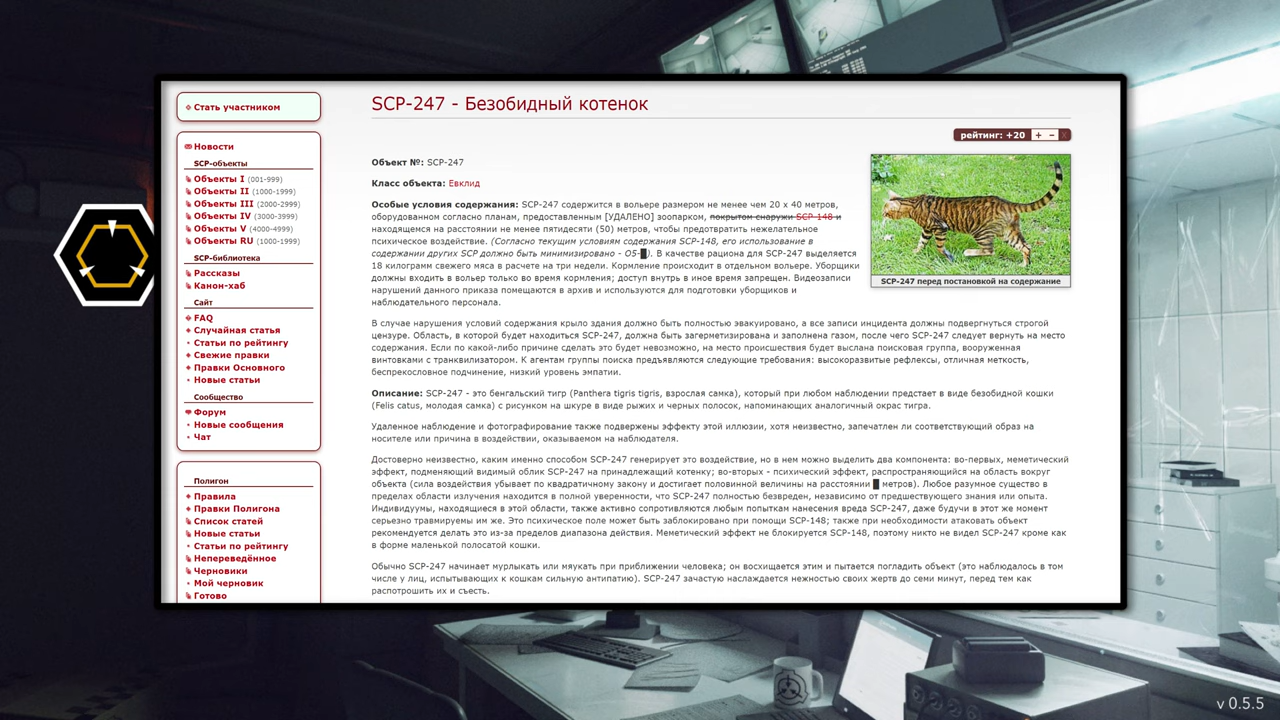 Стать участником
Новости
SCP-объекты
Объекты I (001-999)
Объекты II (1000-1999)
Объекты III (2000-2999)
Объекты IV (3000-3999)
Объекты V (4000-4999)
Объекты RU (1000-1999)
SCP-библиотека
Рассказы
Канон-хаб
Сайт
FAQ
Случайная статья
Статьи по рейтингу
Свежие правки
Правки Основного
Новые статьи
Сообщество
Форум
Новые сообщения
Чат
Полигон
Правила
Правки Полигона
Список статей
Новые статьи
Статьи по рейтингу
Непереведённое
Черновики
Мой черновик
Готово
SCP-247 - Безобидный котенок
рейтинг: +20 + − x
Объект №: SCP-247
Класс объекта: Евклид
SCP-247 перед постановкой на содержание
Особые условия содержания: SCP-247 содержится в вольере размером не менее чем 20 x 40 метров,
оборудованном согласно планам, предоставленным [УДАЛЕНО] зоопарком, покрытом снаружи SCP-148 и
находящемся на расстоянии не менее пятидесяти (50) метров, чтобы предотвратить нежелательное
психическое воздействие. (Согласно текущим условиям содержания SCP-148, его использование в
содержании других SCP должно быть минимизировано - O5-█). В качестве рациона для SCP-247 выделяется
18 килограмм свежего мяса в расчете на три недели. Кормление происходит в отдельном вольере. Уборщики
должны входить в вольер только во время кормления; доступ внутрь в иное время запрещен. Видеозаписи
нарушений данного приказа помещаются в архив и используются для подготовки уборщиков и
наблюдательного персонала.
В случае нарушения условий содержания крыло здания должно быть полностью эвакуировано, а все записи инцидента должны подвергнуться строгой
цензуре. Область, в которой будет находиться SCP-247, должна быть загерметизирована и заполнена газом, после чего SCP-247 следует вернуть на место
содержания. Если по какой-либо причине сделать это будет невозможно, на место происшествия будет выслана поисковая группа, вооруженная
винтовками с транквилизатором. К агентам группы поиска предъявляются следующие требования: высокоразвитые рефлексы, отличная меткость,
беспрекословное подчинение, низкий уровень эмпатии.
Описание: SCP-247 - это бенгальский тигр (Panthera tigris tigris, взрослая самка), который при любом наблюдении предстает в виде безобидной кошки
(Felis catus, молодая самка) с рисунком на шкуре в виде рыжих и черных полосок, напоминающих аналогичный окрас тигра.
Удаленное наблюдение и фотографирование также подвержены эффекту этой иллюзии, хотя неизвестно, запечатлен ли соответствующий образ на
носителе или причина в воздействии, оказываемом на наблюдателя.
Достоверно неизвестно, каким именно способом SCP-247 генерирует это воздействие, но в нем можно выделить два компонента: во-первых, меметический
эффект, подменяющий видимый облик SCP-247 на принадлежащий котенку; во-вторых - психический эффект, распространяющийся на область вокруг
объекта (сила воздействия убывает по квадратичному закону и достигает половинной величины на расстоянии █ метров). Любое разумное существо в
пределах области излучения находится в полной уверенности, что SCP-247 полностью безвреден, независимо от предшествующего знания или опыта.
Индивидуумы, находящиеся в этой области, также активно сопротивляются любым попыткам нанесения вреда SCP-247, даже будучи в этот же момент
серьезно травмируемы им же. Это психическое поле может быть заблокировано при помощи SCP-148; также при необходимости атаковать объект
рекомендуется делать это из-за пределов диапазона действия. Меметический эффект не блокируется SCP-148, поэтому никто не видел SCP-247 кроме как
в форме маленькой полосатой кошки.
Обычно SCP-247 начинает мурлыкать или мяукать при приближении человека; он восхищается этим и пытается погладить объект (это наблюдалось в том
числе у лиц, испытывающих к кошкам сильную антипатию). SCP-247 зачастую наслаждается нежностью своих жертв до семи минут, перед тем как
распотрошить их и съесть.
v 0.5.5